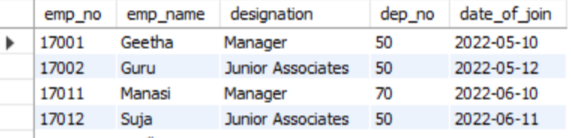 emp_no emp_name designation dep_no date_of_join
17001 Geetha Manager 50 2022-05-10
17002 Guru Junior Associates 50 2022-05-12
17011 Manasi Manager 70 2022-06-10
17012 Suja Junior Associates 50 2022-06-11